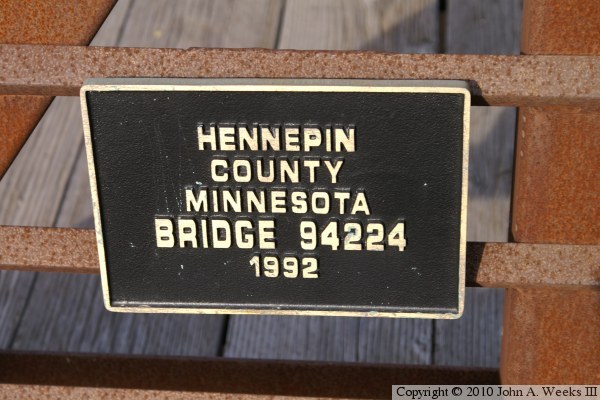 HENNEPIN
COUNTY
MINNESOTA
BRIDGE 94224
1992
Copyright © 2010 John A. Weeks III